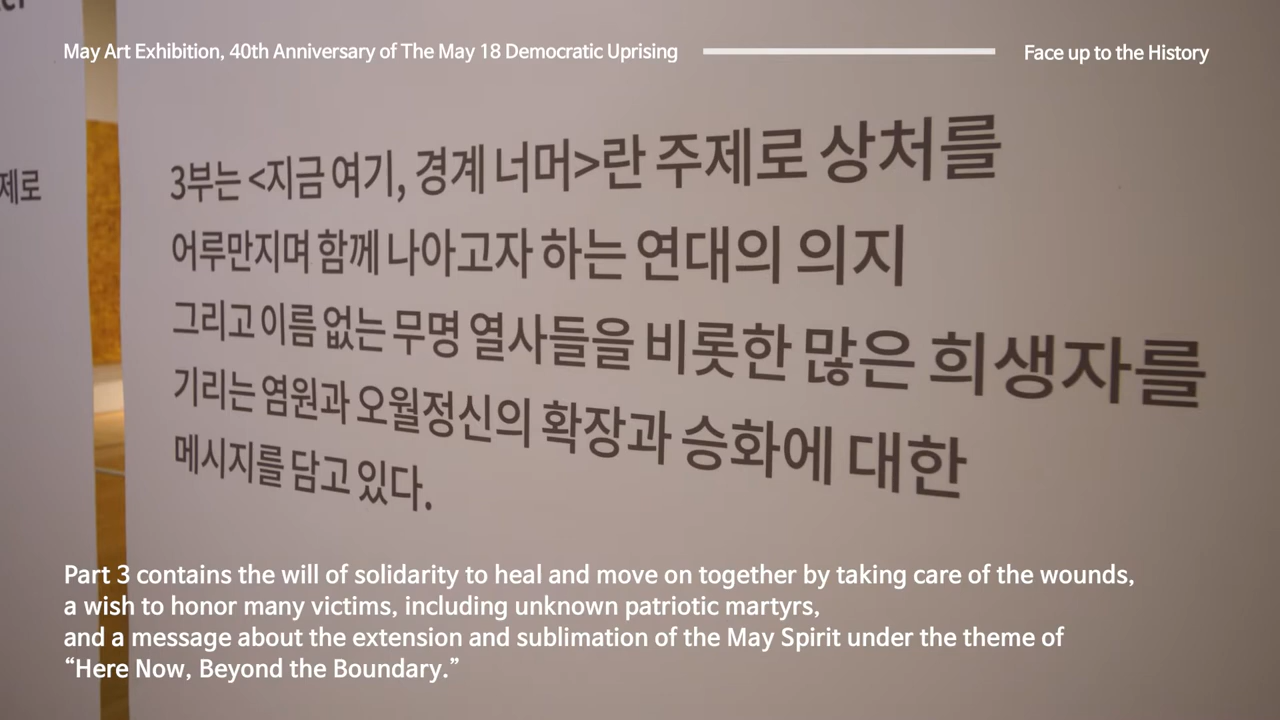 May Art Exhibition, 40th Anniversary of The May 18 Democratic Uprising
Face up to the History
제로
3부는 <지금 여기, 경계 너머>란 주제로 상처를
어루만지며 함께 나아고자 하는 연대의 의지
그리고 이름 없는 무명 열사들을 비롯한 많은 희생자를
기리는 염원과 오월정신의 확장과 승화에 대한
메시지를 담고 있다.
Part 3 contains the will of solidarity to heal and move on together by taking care of the wounds,
a wish to honor many victims, including unknown patriotic martyrs,
and a message about the extension and sublimation of the May Spirit under the theme of
“Here Now, Beyond the Boundary.”